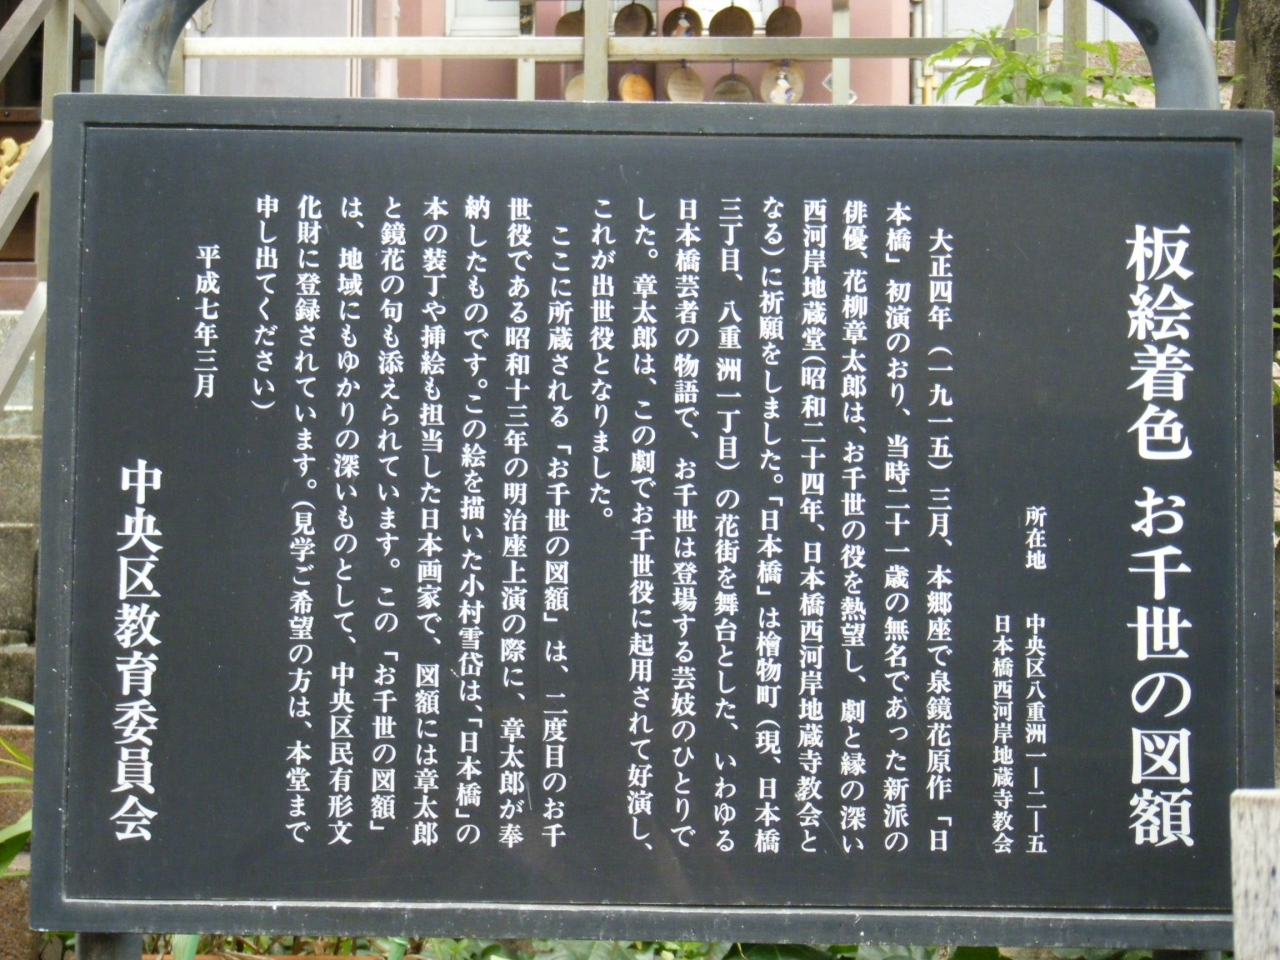 板絵着色 お千世の図額
所在地 中央区八重洲一ー二ー五
日本橋西河岸地蔵寺教会
大正四年(一九一五)三月、本郷座で泉鏡花原作「日
本橋」初演のおり、当時二十一歳の無名であった新派の
俳優、花柳章太郎は、お千世の役を熱望し、劇と縁の深い
西河岸地蔵堂(昭和二十四年、日本橋西河岸地蔵寺教会と
なる)に祈願をしました。「日本橋」は檜物町(現、日本橋
三丁目、八重洲一丁目)の花街を舞台とした、いわゆる
日本橋芸者の物語で、お千世は登場する芸妓のひとりで
した。章太郎は、この劇でお千世役に起用されて好演し、
これが出世役となりました。
ここに所蔵される「お千世の図額」は、二度目のお千
世役である昭和十三年の明治座上演の際に、章太郎が奉
納したものです。この絵を描いた小村雪岱は、「日本橋」の
本の装丁や挿絵も担当した日本画家で、図額には章太郎
と鏡花の句も添えられています。この「お千世の図額」
は、地域にもゆかりの深いものとして、中央区民有形文
化財に登録されています。(見学ご希望の方は、本堂まで
申し出てください)
平成七年三月
中央区教育委員会